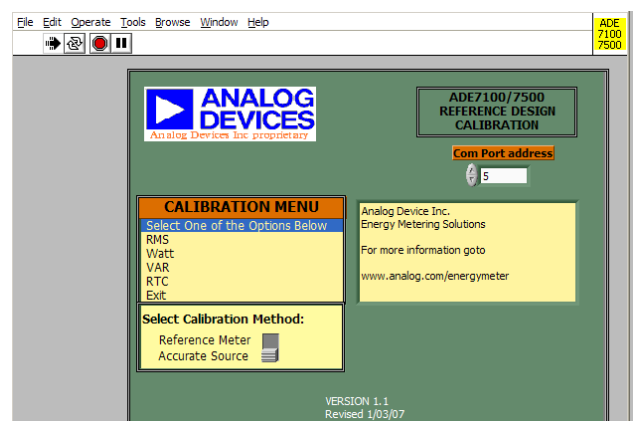 File Edit Operate Tools Browse Window Help
ADE
7100
7500
ANALOG
DEVICES
Analog Devices Inc proprietary
ADE7100/7500
REFERENCE DESIGN
CALIBRATION
Com Port address
5
CALIBRATION MENU
Select One of the Options Below
RMS
Watt
VAR
RTC
Exit
Analog Device Inc.
Energy Metering Solutions
For more information goto
www.analog.com/energymeter
Select Calibration Method:
Reference Meter
Accurate Source
VERSION 1.1
Revised 1/03/07